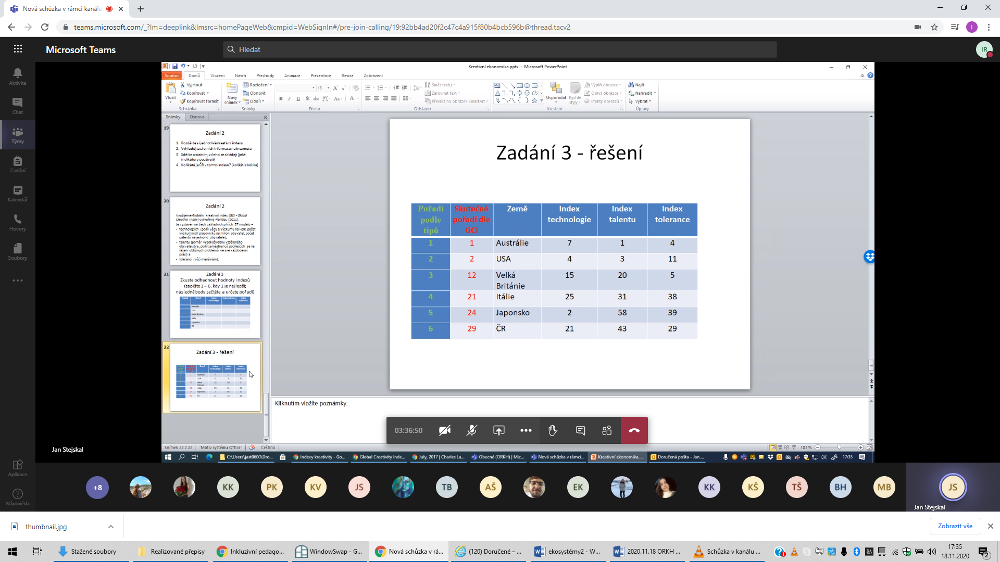 Nová schůzka v rámci kanálu
teams.microsoft.com/_?lm=deeplink&lmsrc=homePageWeb&cmpid=WebSignIn#/pre-join-calling/19:92bb4ad20f2c47c4a915f80b4bcb596b@thread.tacv2
I
Microsoft Teams
Hledat
IR
Aktivita
Chat
Týmy
Zadání
Kalendář
Hovory
Soubory
Aplikace
Nápověda
Kreativní ekonomika.pptx - Microsoft PowerPoint
Soubor Domů Vložení Návrh Přechody Animace Prezentace Revize Zobrazení
Vložit
Vyjmout
Kopírovat
Kopírovat formát
Schránka
Nový
snímek
Rozložení
Obnovit
Oddíl
Snímky
18
Písmo
Směr textu
Zarovnat text
Převést na obrázek SmartArt
Odstavec
Uspořádat
Rychlé
styly
Výplň obrazce
Obrys obrazce
Efekty obrazců
Kreslení
Najít
Nahradit
Vybrat
Úpravy
Snímky Osnova
19
Zadání 2
1. Rozdělte si jednotlivé kreativní indexy
2. Vyhledejte si o nich informace na internetu
3. Sdělte ostatním, z čeho se skládají (jaké
indikátory používají)
4. Kolikátá je ČR v tomto indexu? (kolikátí z kolika)
20
Zadání 2
Využijeme Globální kreativní index (GCI - Global
Creative Index) vytvořený Floridou (2011).
Je vystavěn na třech základních pilířích 3T modelu –
• technologiích (podíl vědy a výzkumu na HDP, počet
výzkumných pracovníků na milion obyvatel, počet
patentů na jednoho obyvatele),
• talentu (poměr vysokoškolsky vzdělaného
obyvatelstva, podíl zaměstnanců podílejících se na
řešení obtížných problémů ve své každodenní
práci) a
• toleranci (vůči menšinám).
21
Zadání 3
Zkuste odhadnout hodnoty indexů
(zapište 1 – 6, kdy 1 je nejlepší;
následně body sečtěte a určete pořadí)
22
Zadání 3 - řešení
Zadání 3 - řešení
Pořadí podle tipů Skutečné pořadí dle GCI Země Index technologie Index talentu Index tolerance
1 1 Austrálie 7 1 4
2 2 USA 4 3 11
3 12 Velká Británie 15 20 5
4 21 Itálie 25 31 38
5 24 Japonsko 2 58 39
6 29 ČR 21 43 29
Kliknutím vložíte poznámky.
03:36:50
Jan Stejskal
Snímek 22 z 22 "Motiv systému Office" Čeština
101 %
C:\Users\jast0600\Dro... Indexy kreativity - Go... Global Creativity Inde... July, 2017 | Charles La... Obecné (ORKH) | Mic... Nová schůzka v rámci... Kreativní ekonomika.... Doručená pošta – Jan....
17:35
+8 KK PK KV JS TB AŠ EK KK KŠ TŠ BH MB JS
Jan Stejskal
thumbnail.jpg
Zobrazit vše
Stažené soubory Realizované přepisy Inkluzivní pedago... WindowSwap - G... Nová schůzka v rá... (120) Doručené – ... ekosystémy2 - W... 2020.11.18 ORKH ... Schůzka v kanálu ...
17:35
18.11.2020
2